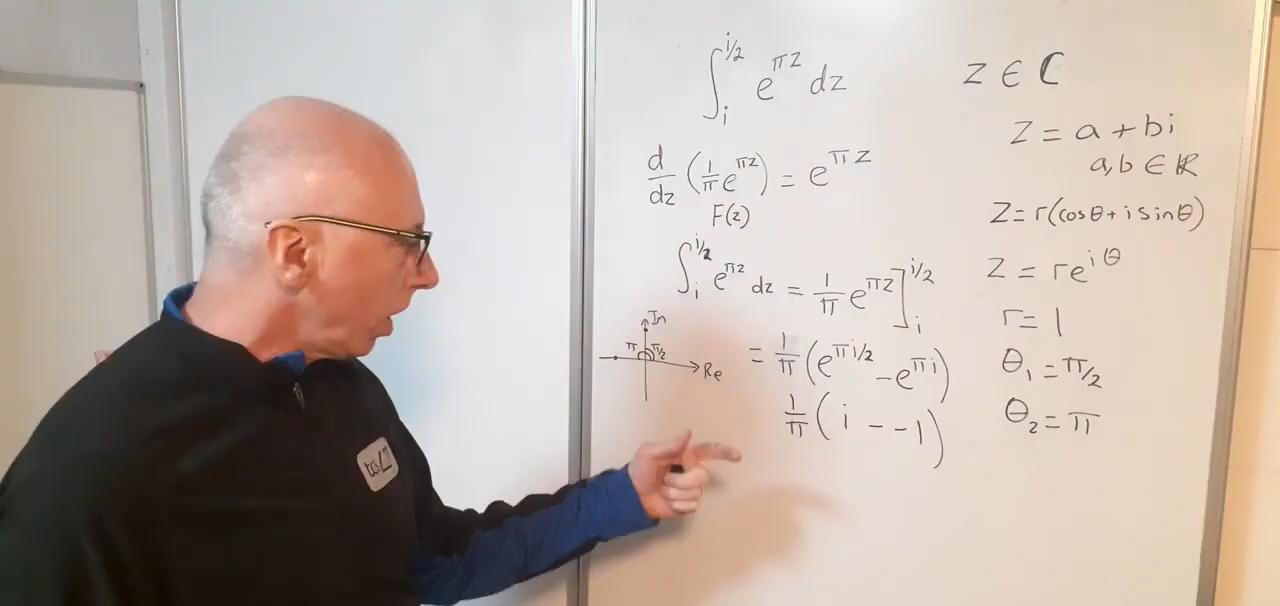 ∫_i^{i/2} e^{πz} dz
z ∈ ℂ
z = a + bi
a, b ∈ ℝ
d/dz (1/π e^{πz}) = e^{πz}
F(z)
z = r(cosθ + i sinθ)
∫_i^{i/2} e^{πz} dz = 1/π e^{πz} ]_i^{i/2}
z = re^{iθ}
r = 1
Im
π π/2
Re
= 1/π (e^{πi/2} - e^{πi})
θ₁ = π/2
1/π (i - -1)
θ₂ = π